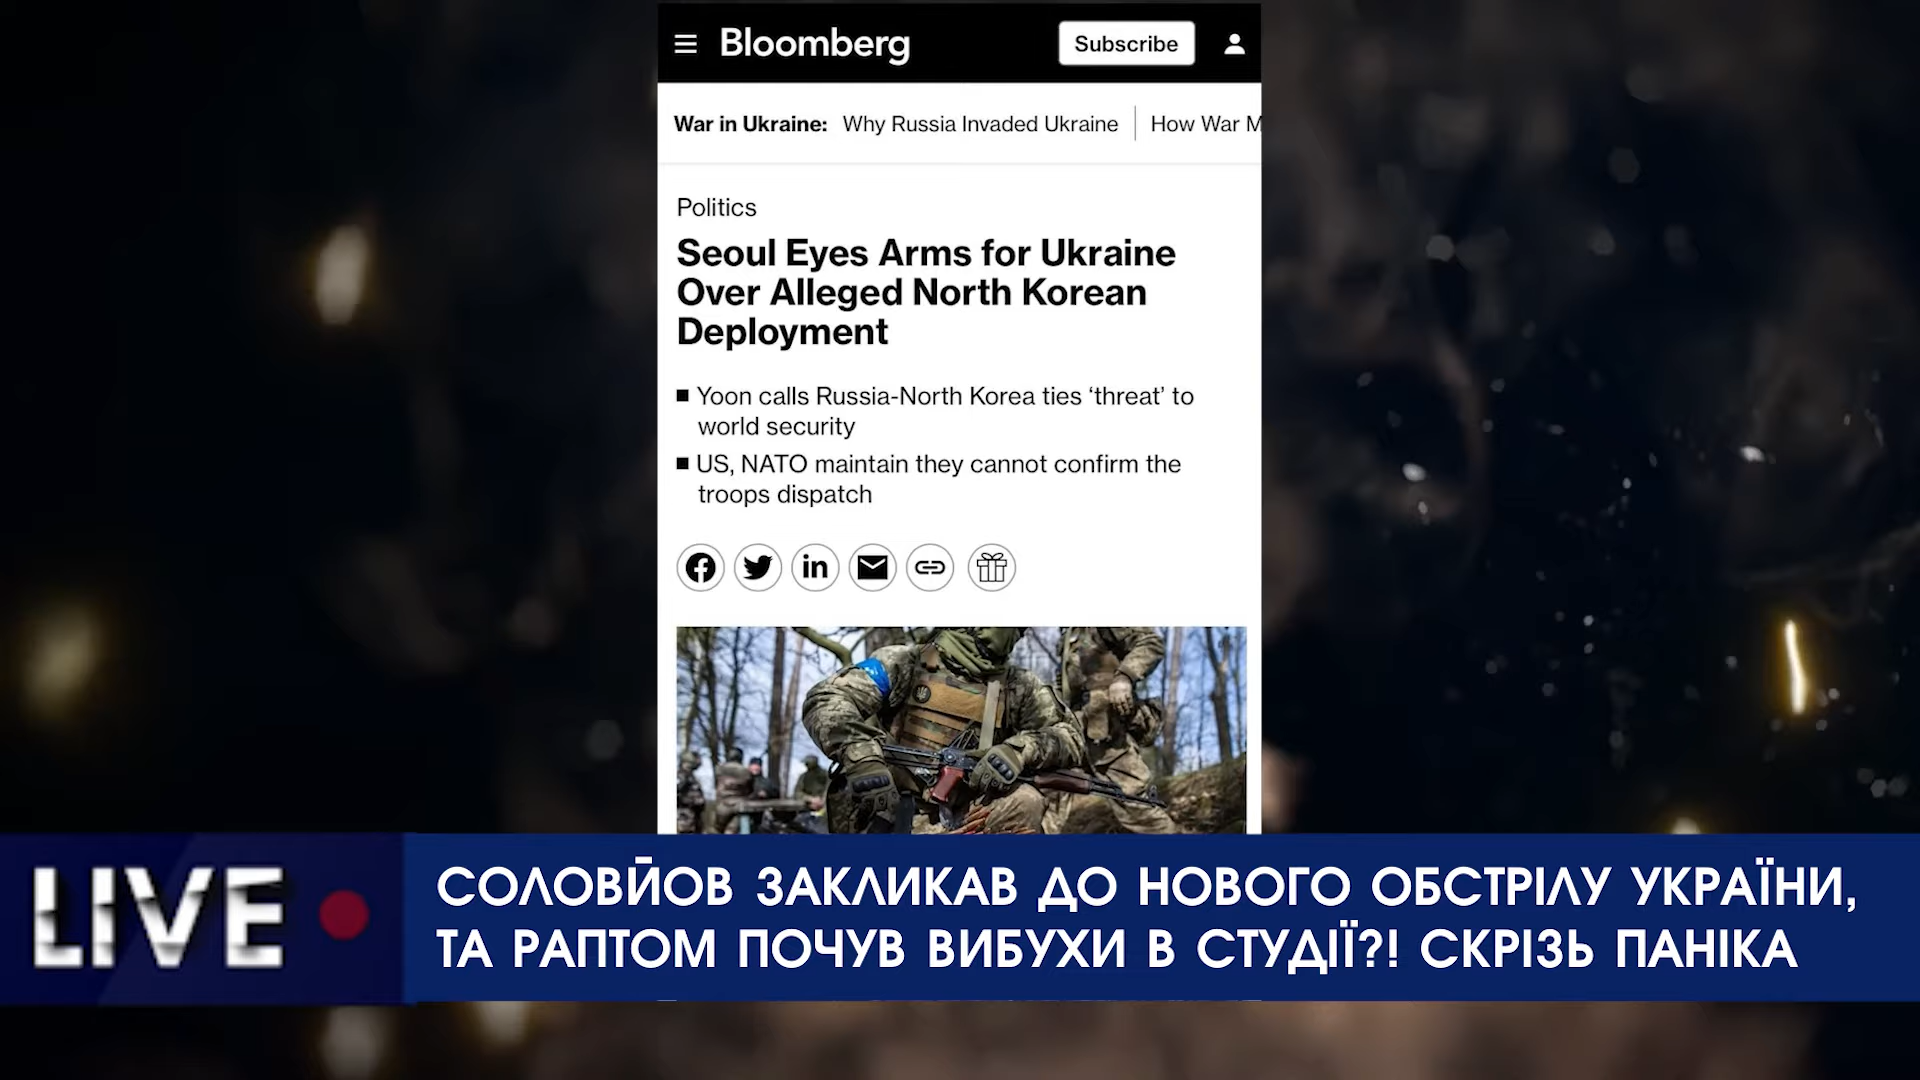 Bloomberg
Subscribe
War in Ukraine: Why Russia Invaded Ukraine How War M
Politics
Seoul Eyes Arms for Ukraine
Over Alleged North Korean
Deployment
Yoon calls Russia-North Korea ties ‘threat’ to
world security
US, NATO maintain they cannot confirm the
troops dispatch
LIVE
СОЛОВЙОВ ЗАКЛИКАВ ДО НОВОГО ОБСТРІЛУ УКРАЇНИ,
ТА РАПТОМ ПОЧУВ ВИБУХИ В СТУДІЇ?! СКРІЗЬ ПАНІКА